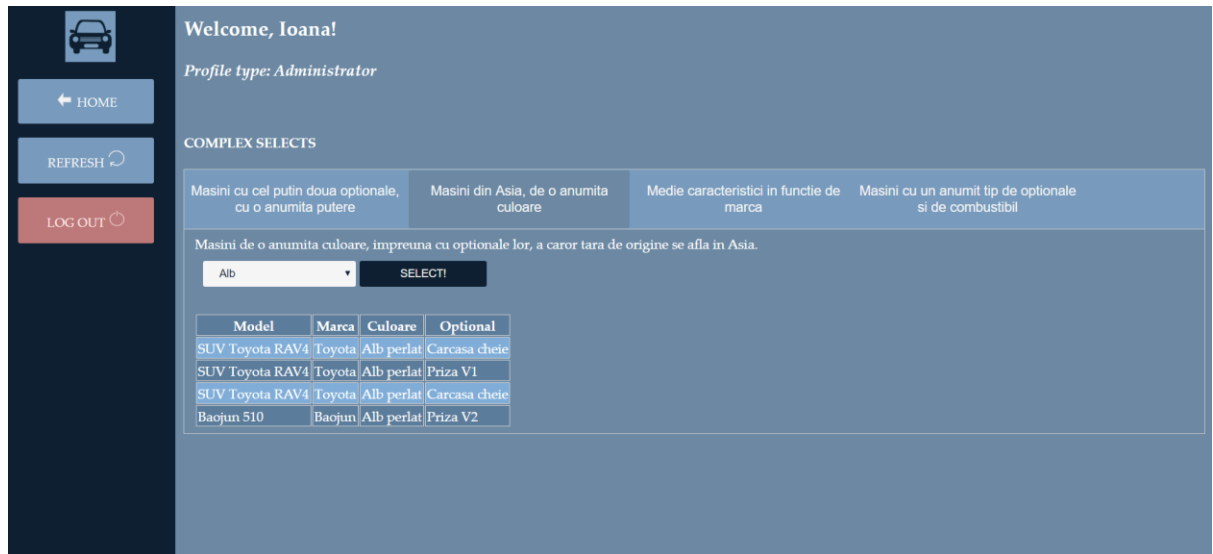 Welcome, Ioana!
Profile type: Administrator
HOME
REFRESH
LOG OUT
COMPLEX SELECTS
Masini cu cel putin doua optionale,
cu o anumita putere
Masini din Asia, de o anumita
culoare
Medie caracteristici in functie de
marca
Masini cu un anumit tip de optionale
si de combustibil
Masini de o anumita culoare, impreuna cu optionale lor, a caror tara de origine se afla in Asia.
Alb SELECT!
Model Marca Culoare Optional
SUV Toyota RAV4 Toyota Alb perlat Carcasa cheie
SUV Toyota RAV4 Toyota Alb perlat Priza V1
SUV Toyota RAV4 Toyota Alb perlat Carcasa cheie
Baojun 510 Baojun Alb perlat Priza V2